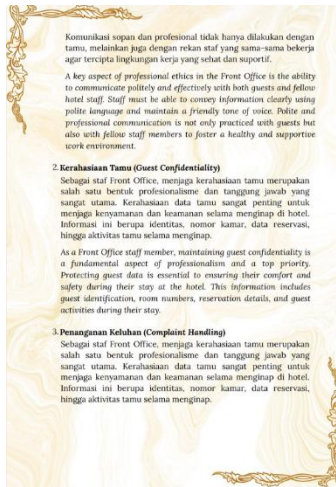 Komunikasi sopan dan profesional tidak hanya dilakukan dengan
tamu, melainkan juga dengan rekan staf yang sama-sama bekerja
agar tercipta lingkungan kerja yang sehat dan suportif.
A key aspect of professional ethics in the Front Office is the ability
to communicate politely and effectively with both guests and fellow
hotel staff. Staff must be able to convey information clearly using
polite language and maintain a friendly tone of voice. Polite and
professional communication is not only practiced with guests but
also with fellow staff members to foster a healthy and supportive
work environment.
2. Kerahasiaan Tamu (Guest Confidentiality)
Sebagai staf Front Office, menjaga kerahasiaan tamu merupakan
salah satu bentuk profesionalisme dan tanggung jawab yang
sangat utama. Kerahasiaan data tamu sangat penting untuk
menjaga kenyamanan dan keamanan selama menginap di hotel.
Informasi ini berupa identitas, nomor kamar, data reservasi,
hingga aktivitas tamu selama menginap.
As a Front Office staff member, maintaining guest confidentiality is
a fundamental aspect of professionalism and a top priority.
Protecting guest data is essential to ensuring their comfort and
safety during their stay at the hotel. This information includes
guest identification, room numbers, reservation details, and guest
activities during their stay.
3. Penanganan Keluhan (Complaint Handling)
Sebagai staf Front Office, menjaga kerahasiaan tamu merupakan
salah satu bentuk profesionalisme dan tanggung jawab yang
sangat utama. Kerahasiaan data tamu sangat penting untuk
menjaga kenyamanan dan keamanan selama menginap di hotel.
Informasi ini berupa identitas, nomor kamar, data reservasi,
hingga aktivitas tamu selama menginap.